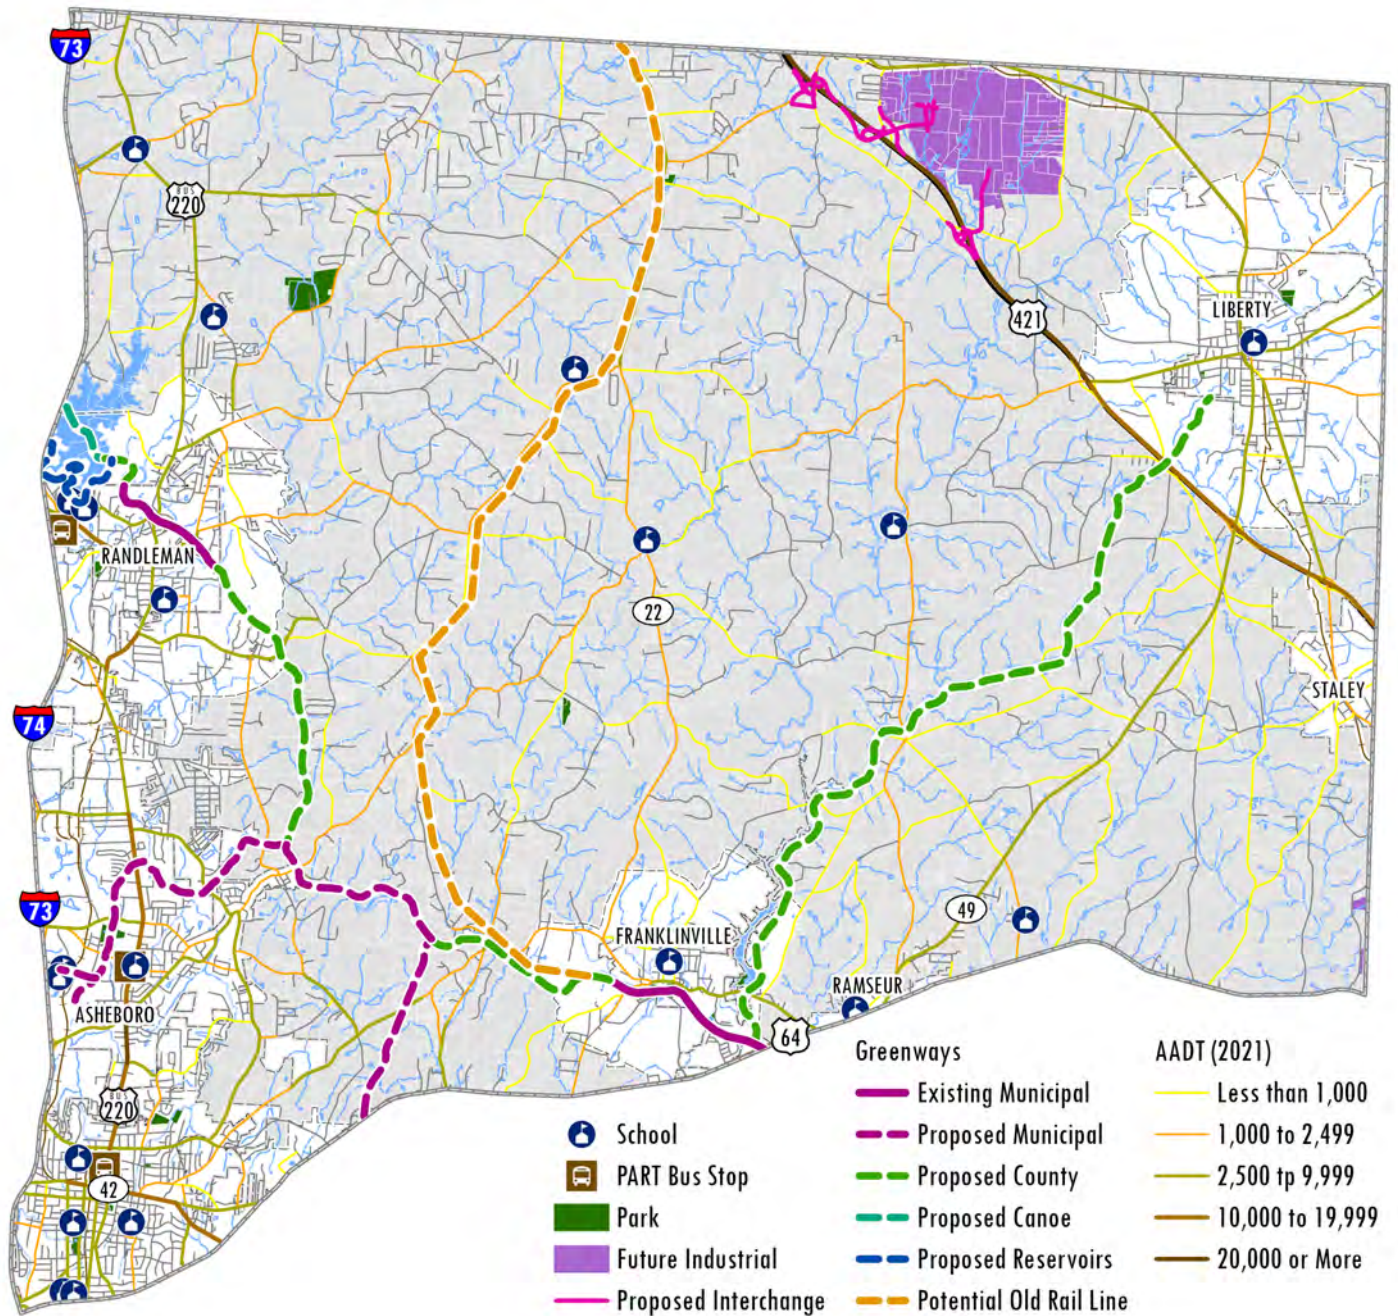 73
BUS
220
LIBERTY
421
RANDLEMAN
22
STALEY
74
73
49
FRANKLINVILLE
RAMSEUR
ASHEBORO
64
BUS
220
42
School
PART Bus Stop
Park
Future Industrial
Proposed Interchange
Greenways
Existing Municipal
Proposed Municipal
Proposed County
Proposed Canoe
Proposed Reservoirs
Potential Old Rail Line
AADT (2021)
Less than 1,000
1,000 to 2,499
2,500 tp 9,999
10,000 to 19,999
20,000 or More